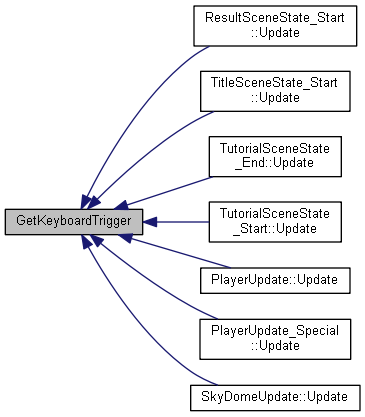 ResultSceneState_Start
::Update
TitleSceneState_Start
::Update
TutorialSceneState
_End::Update
GetKeyboardTrigger
TutorialSceneState
_Start::Update
PlayerUpdate::Update
PlayerUpdate_Special
::Update
SkyDomeUpdate::Update